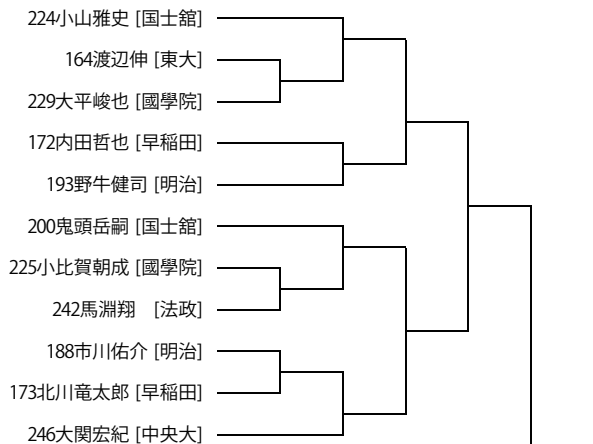 224小山雅史 [国士舘]
164渡辺伸 [東大]
229大平峻也 [國學院]
172内田哲也 [早稲田]
193野牛健司 [明治]
200鬼頭岳嗣 [国士舘]
225小比賀朝成 [國學院]
242馬淵翔　[法政]
188市川佑介 [明治]
173北川竜太郎 [早稲田]
246大関宏紀 [中央大]